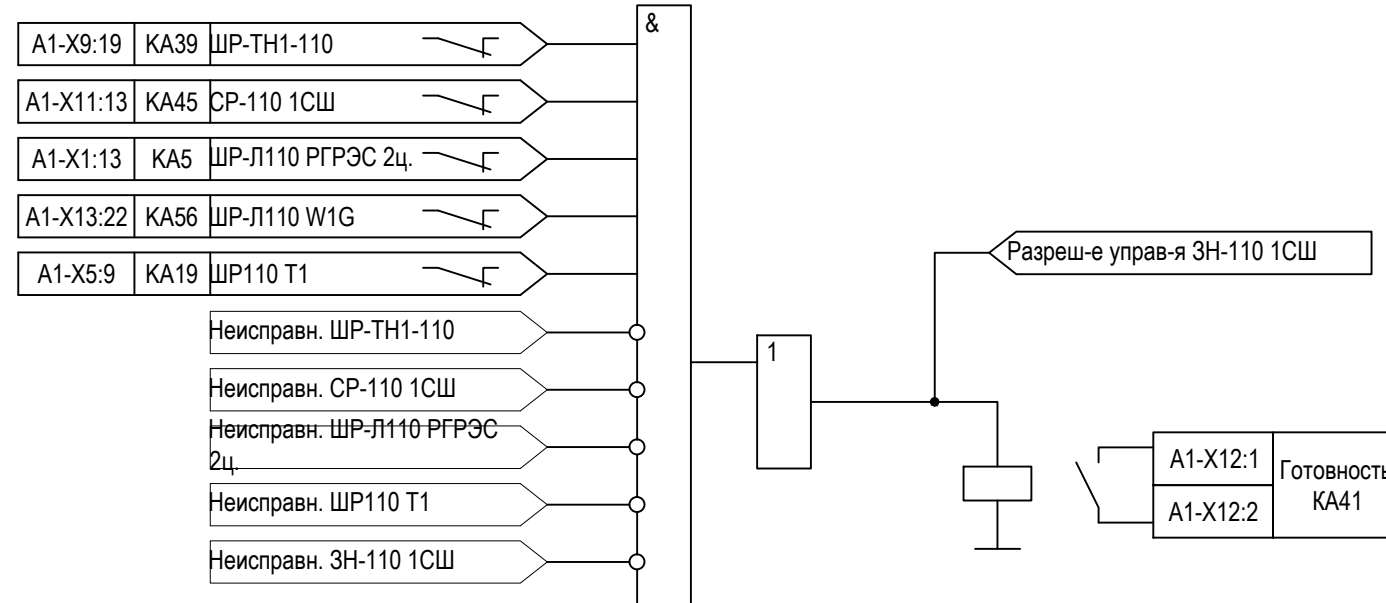 &
A1-X9:19 KA39 ШР-ТН1-110
A1-X11:13 KA45 СР-110 1СШ
A1-X1:13 KA5 ШР-Л110 РГРЭС 2ц.
A1-X13:22 KA56 ШР-Л110 W1G
A1-X5:9 KA19 ШР110 Т1
Неисправн. ШР-ТН1-110
Неисправн. СР-110 1СШ
Неисправн. ШР-Л110 РГРЭС
2ц.
Неисправн. ШР110 Т1
Неисправн. ЗН-110 1СШ
1
Разреш-е управ-я ЗН-110 1СШ
A1-X12:1
A1-X12:2
Готовность
KA41